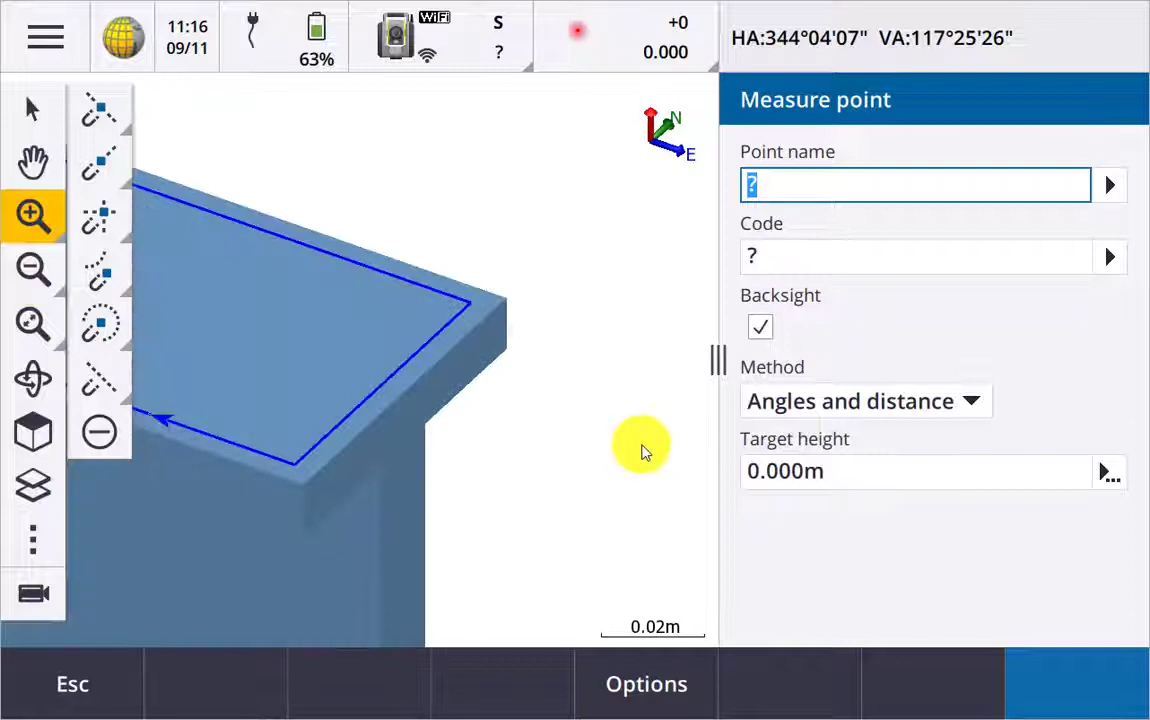 11:16
09/11
63%
WiFi
S
?
+0
0.000
HA:344°04'07" VA:117°25'26"
N
E
Measure point
Point name
?
Code
?
Backsight
Method
Angles and distance
Target height
0.000m
0.02m
Esc
Options